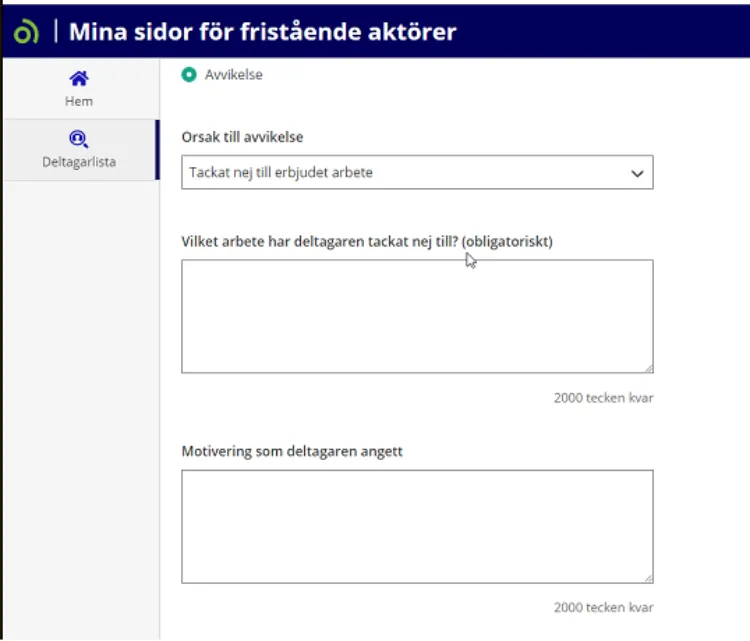 Mina sidor för fristående aktörer
Hem
Deltagarlista
Avvikelse
Orsak till avvikelse
Tackat nej till erbjudet arbete
Vilket arbete har deltagaren tackat nej till? (obligatoriskt)
2000 tecken kvar
Motivering som deltagaren angett
2000 tecken kvar